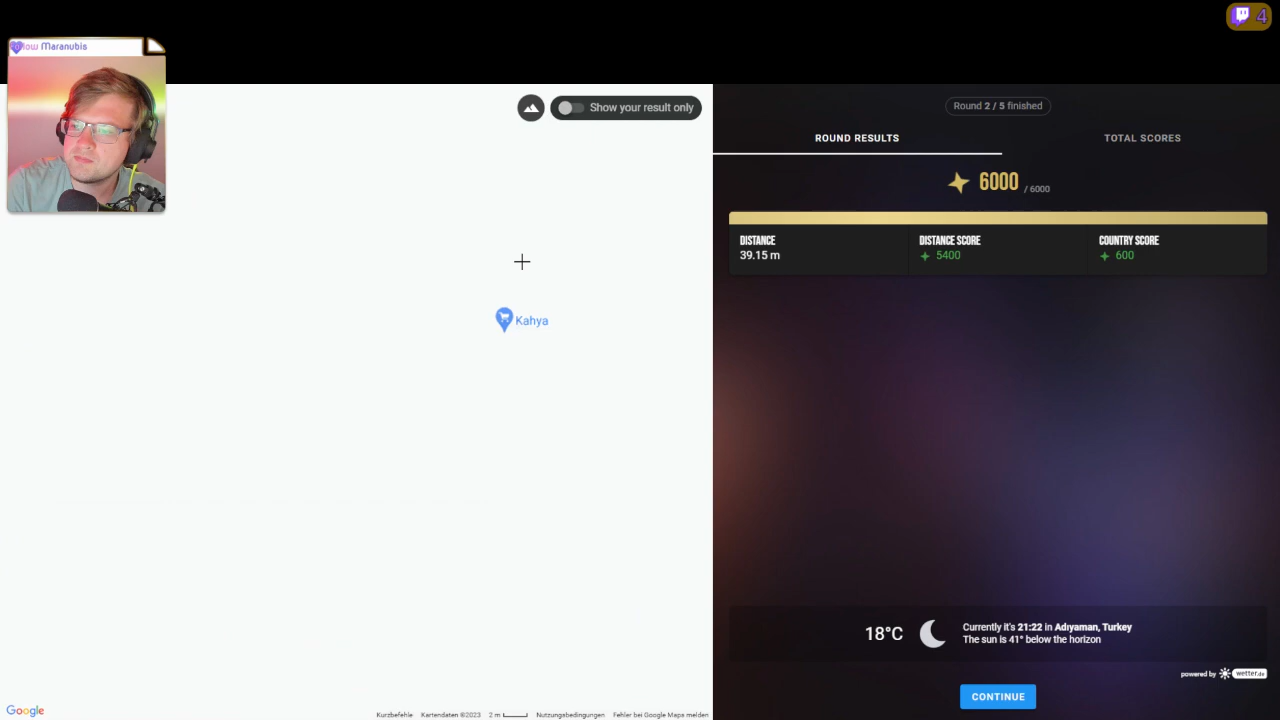 4
Follow Maranubis
Show your result only
Round 2 / 5 finished
ROUND RESULTS
TOTAL SCORES
6000 / 6000
DISTANCE
39.15 m
DISTANCE SCORE
5400
COUNTRY SCORE
600
Kahya
18°C
Currently it's 21:22 in Adıyaman, Turkey
The sun is 41° below the horizon
powered by wetter.de
CONTINUE
Google
Kurzbefehle
Kartendaten ©2023
2 m
Nutzungsbedingungen
Fehler bei Google Maps melden